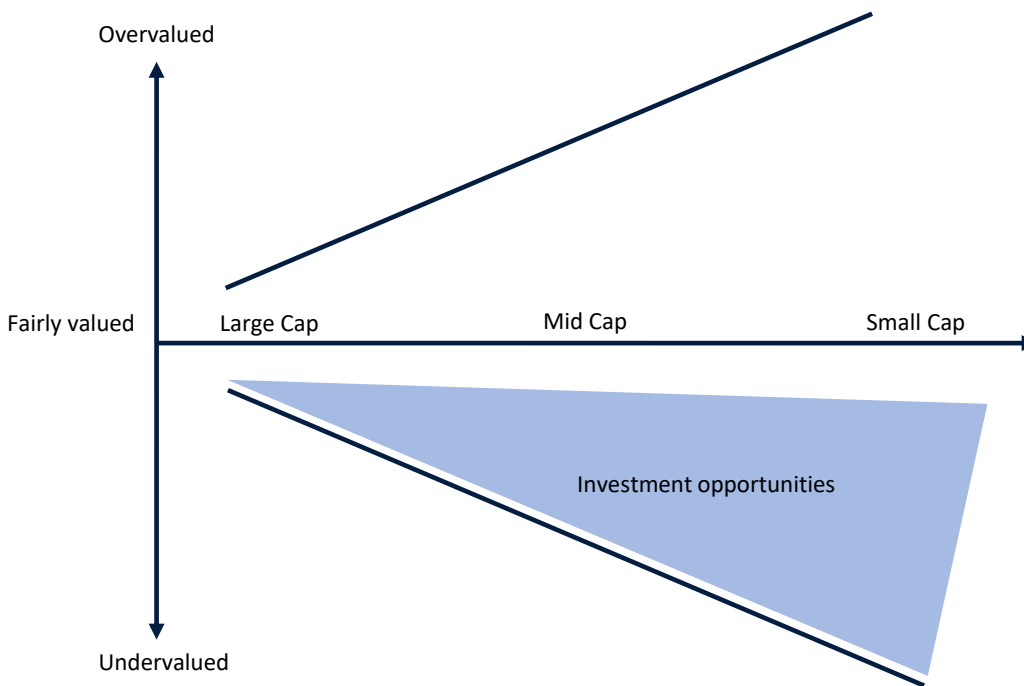 Overvalued
Fairly valued
Large Cap
Mid Cap
Small Cap
Investment opportunities
Undervalued